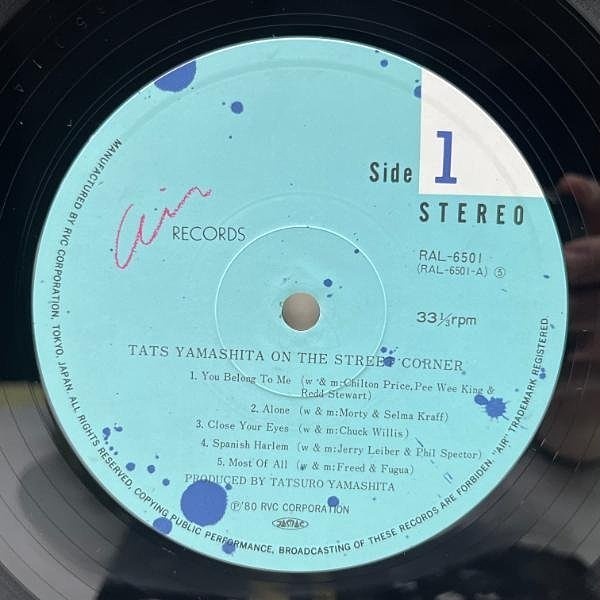 Side 1
STEREO
air RECORDS
RAL-6501
(RAL-6501-A) Ⓢ
33 1/3 rpm
TATS YAMASHITA ON THE STREET CORNER
1. You Belong To Me (w & m: Chilton Price, Pee Wee King &
Redd Stewart)
2. Alone (w & m: Morty & Selma Kraff)
3. Close Your Eyes (w & m: Chuck Willis)
4. Spanish Harlem (w & m: Jerry Leiber & Phil Spector)
5. Most Of All (w & m: Freed & Fugua)
PRODUCED BY TATSURO YAMASHITA
Ⓟ'80 RVC CORPORATION
MANUFACTURED BY RVC CORPORATION, TOKYO, JAPAN. ALL RIGHTS RESERVED. COPYING PUBLIC PERFORMANCE, BROADCASTING OF THESE RECORDS ARE FORBIDDEN. "AIR" TRADEMARK REGISTERED.